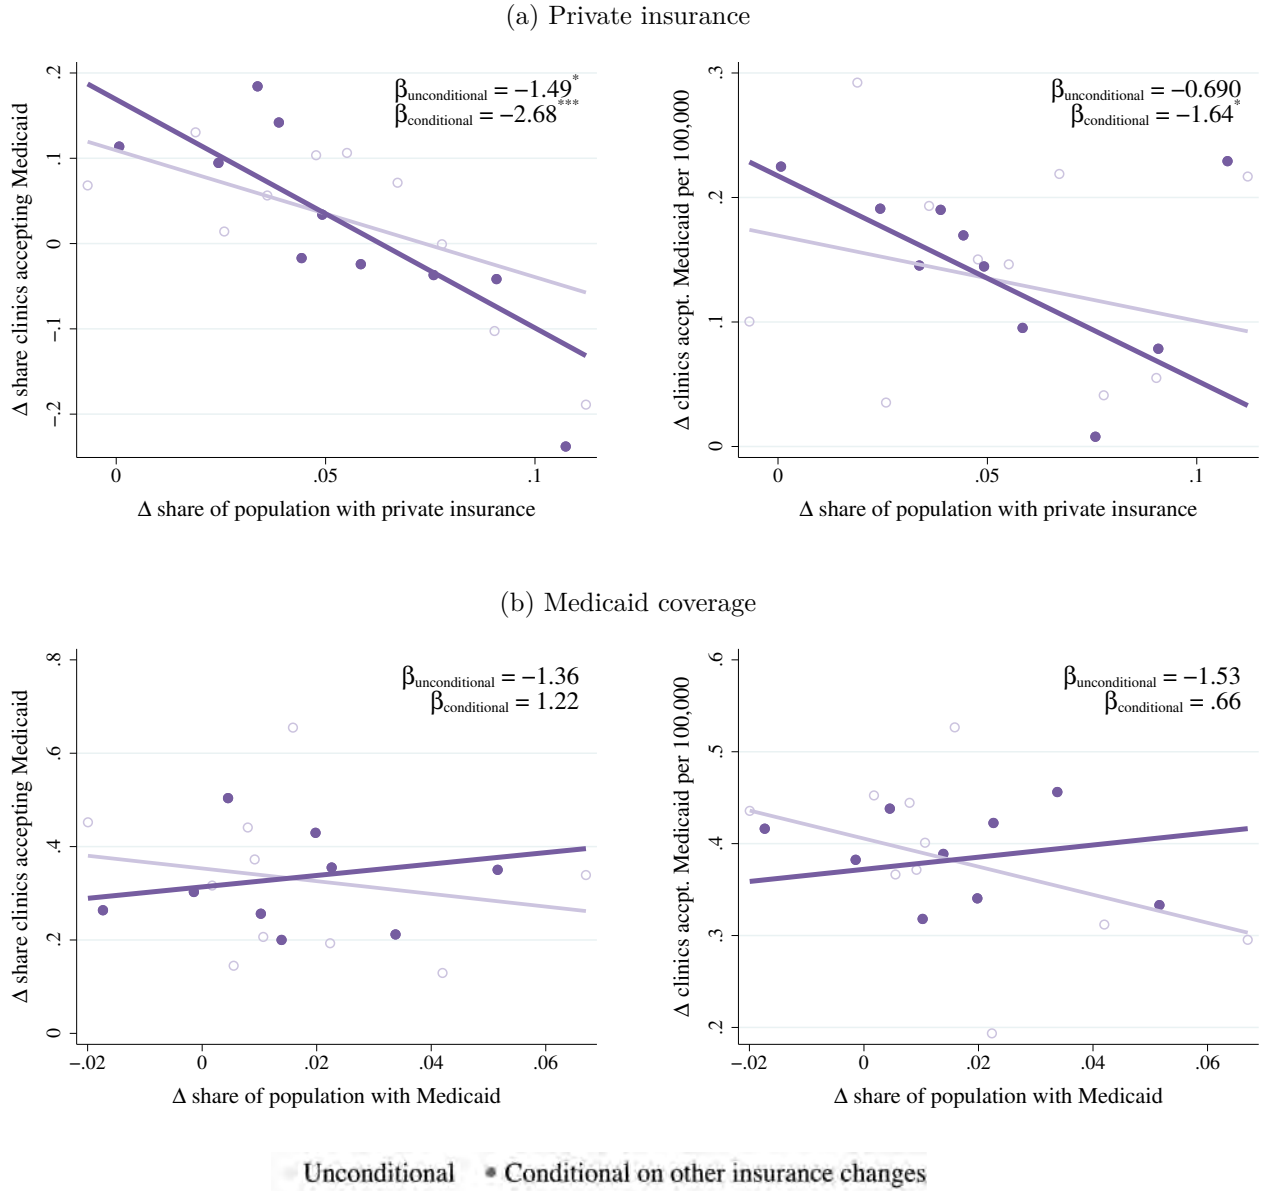 (a) Private insurance
βunconditional = −1.49*
βconditional = −2.68***
Δ share clinics accepting Medicaid
.2
.1
0
−.1
−.2
0 .05 .1
Δ share of population with private insurance
βunconditional = −0.690
βconditional = −1.64*
Δ clinics accpt. Medicaid per 100,000
.3
.2
.1
0
0 .05 .1
Δ share of population with private insurance
(b) Medicaid coverage
βunconditional = −1.36
βconditional = 1.22
Δ share clinics accepting Medicaid
.8
.6
.4
.2
0
−.02 0 .02 .04 .06
Δ share of population with Medicaid
βunconditional = −1.53
βconditional = .66
Δ clinics accpt. Medicaid per 100,000
.6
.5
.4
.3
.2
−.02 0 .02 .04 .06
Δ share of population with Medicaid
Unconditional Conditional on other insurance changes